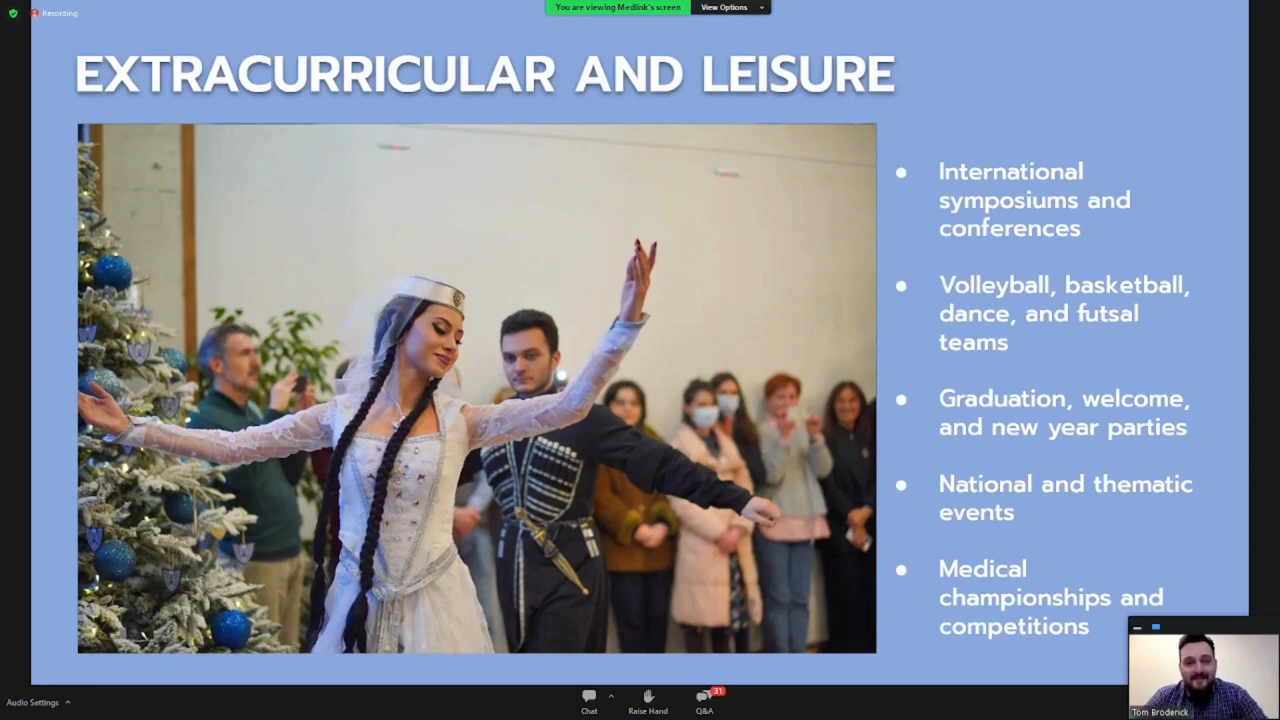 Recording
You are viewing Medlink's screen
View Options
EXTRACURRICULAR AND LEISURE
● International
symposiums and
conferences
● Volleyball, basketball,
dance, and futsal
teams
● Graduation, welcome,
and new year parties
● National and thematic
events
● Medical
championships and
competitions
Audio Settings
Chat
Raise Hand
31
Q&A
Tom Broderick